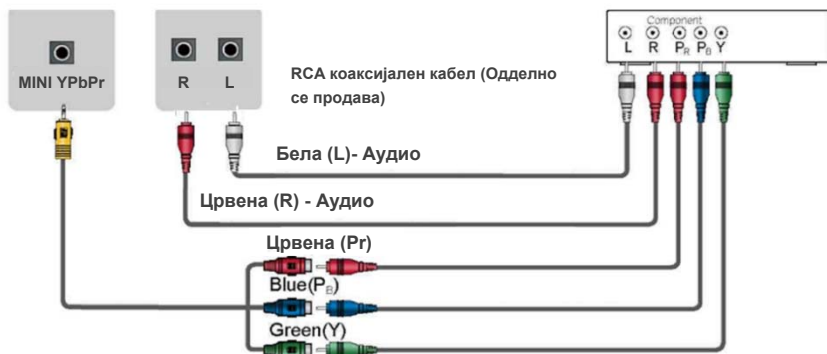 MINI YPbPr
R L
RCA коаксијален кабел (Одделно
се продава)
Component
L R PR PB Y
Бела (L)- Аудио
Црвена (R) - Аудио
Црвена (Pr)
Blue(PB)
Green(Y)